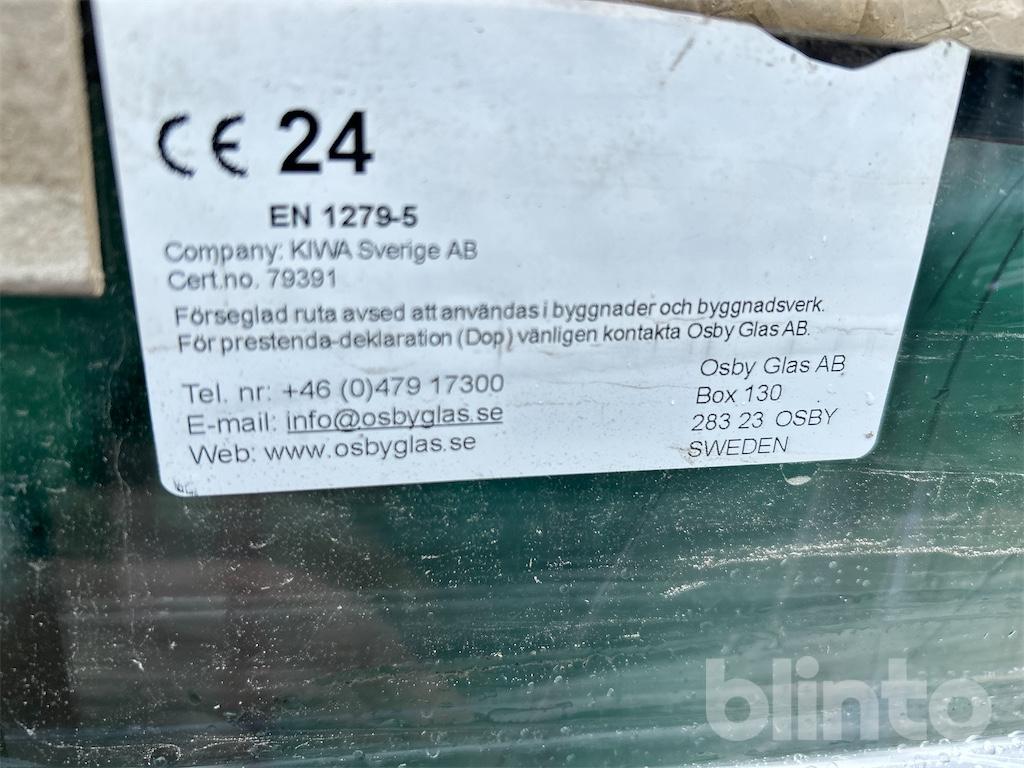 CE 24
EN 1279-5
Company: KIWA Sverige AB
Cert.no. 79391
Förseglad ruta avsed att användas i byggnader och byggnadsverk.
För prestenda-deklaration (Dop) vänligen kontakta Osby Glas AB.
Tel. nr: +46 (0)479 17300
E-mail: info@osbyglas.se
Web: www.osbyglas.se
Osby Glas AB
Box 130
283 23 OSBY
SWEDEN
blinto